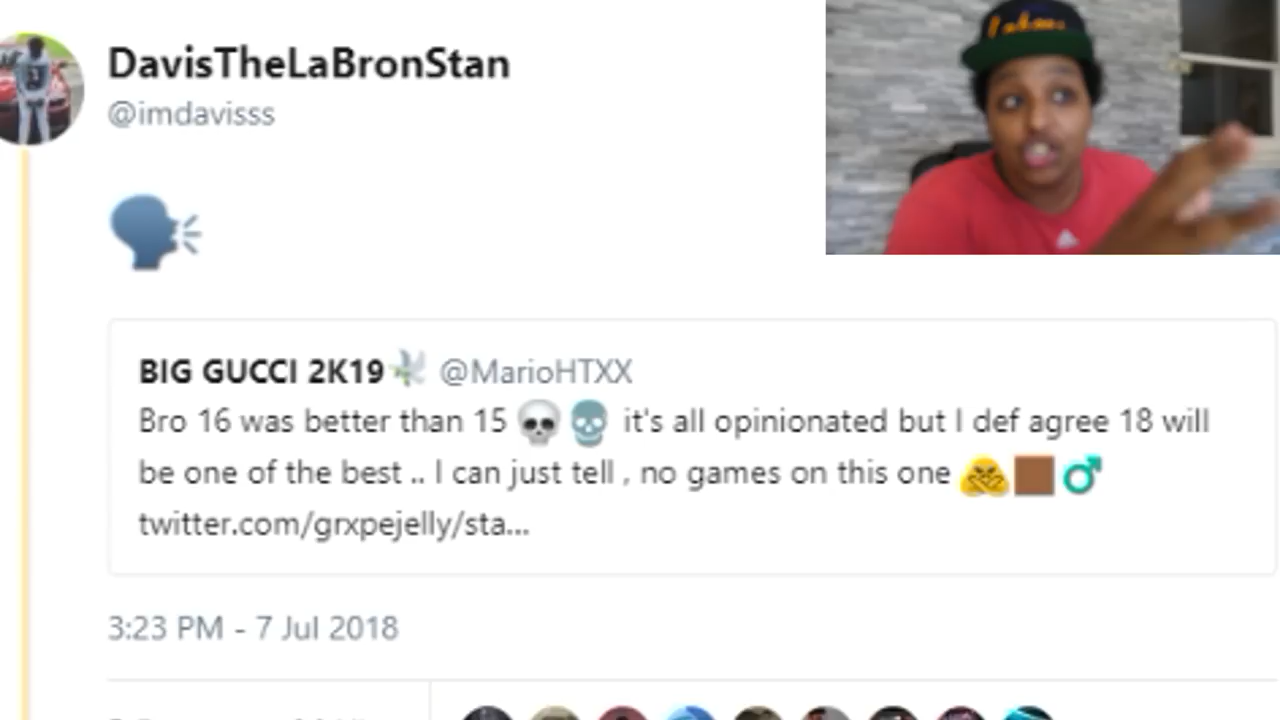 DavisTheLaBronStan
@imdavisss
BIG GUCCI 2K19 @MarioHTXX
Bro 16 was better than 15 💀💀 it's all opinionated but I def agree 18 will
be one of the best .. I can just tell , no games on this one 🙅🏾♂
twitter.com/grxpejelly/sta...
3:23 PM - 7 Jul 2018